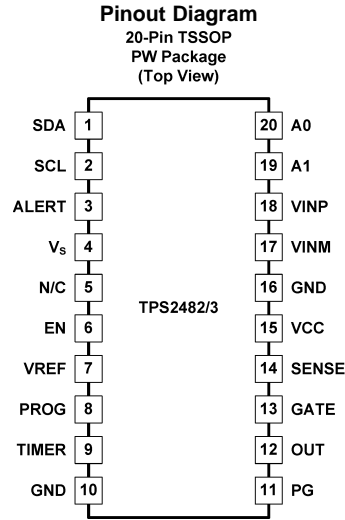 Pinout Diagram
20-Pin TSSOP
PW Package
(Top View)
SDA 1 20 A0
SCL 2 19 A1
ALERT 3 18 VINP
VS 4 17 VINM
N/C 5 16 GND
TPS2482/3
EN 6 15 VCC
VREF 7 14 SENSE
PROG 8 13 GATE
TIMER 9 12 OUT
GND 10 11 PG